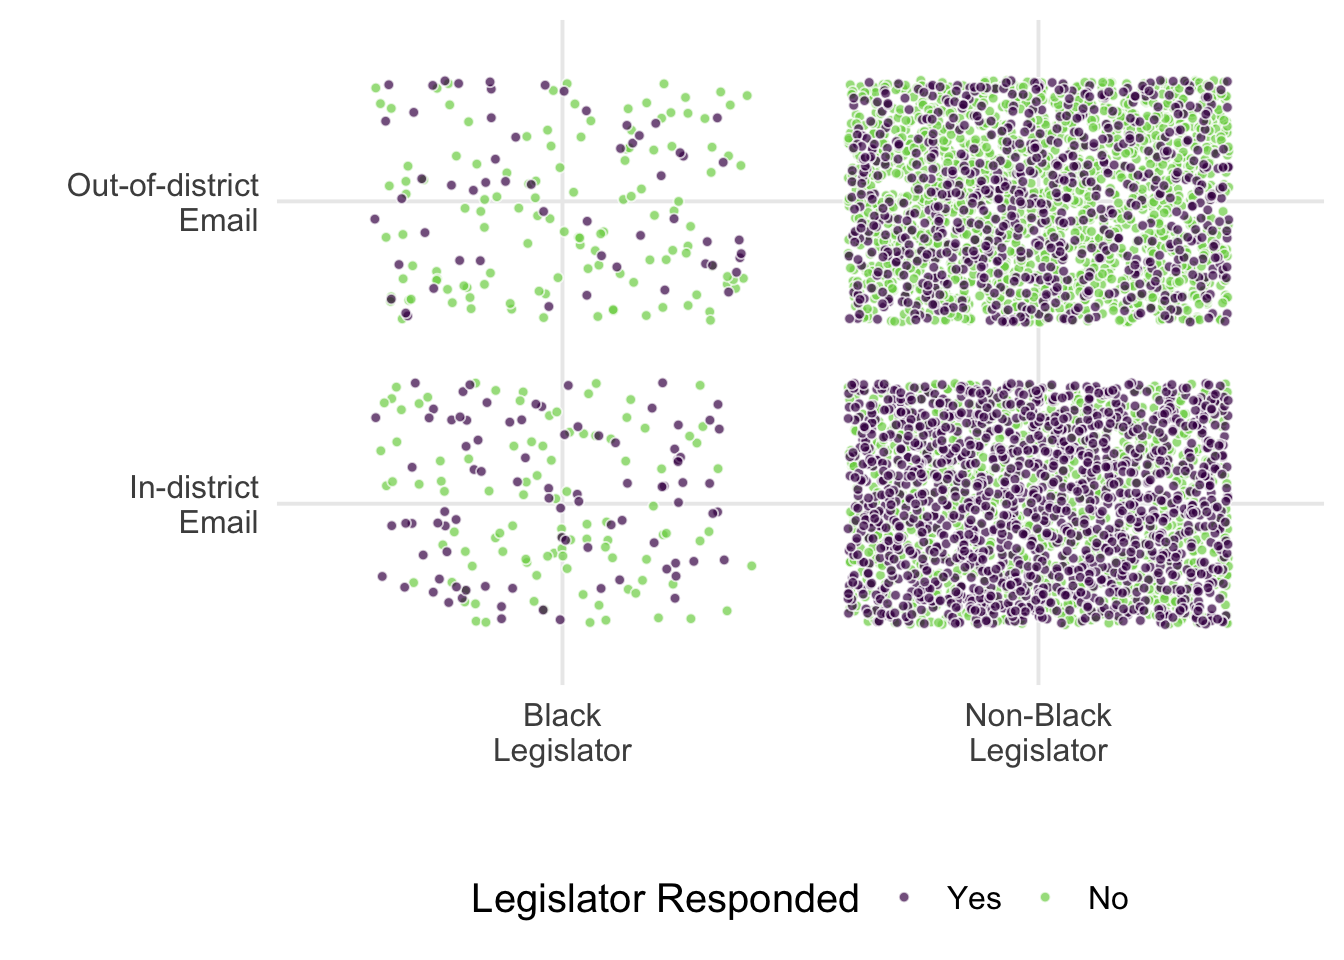 Out-of-district
Email
In-district
Email
Black
Legislator
Non-Black
Legislator
Legislator Responded Yes No